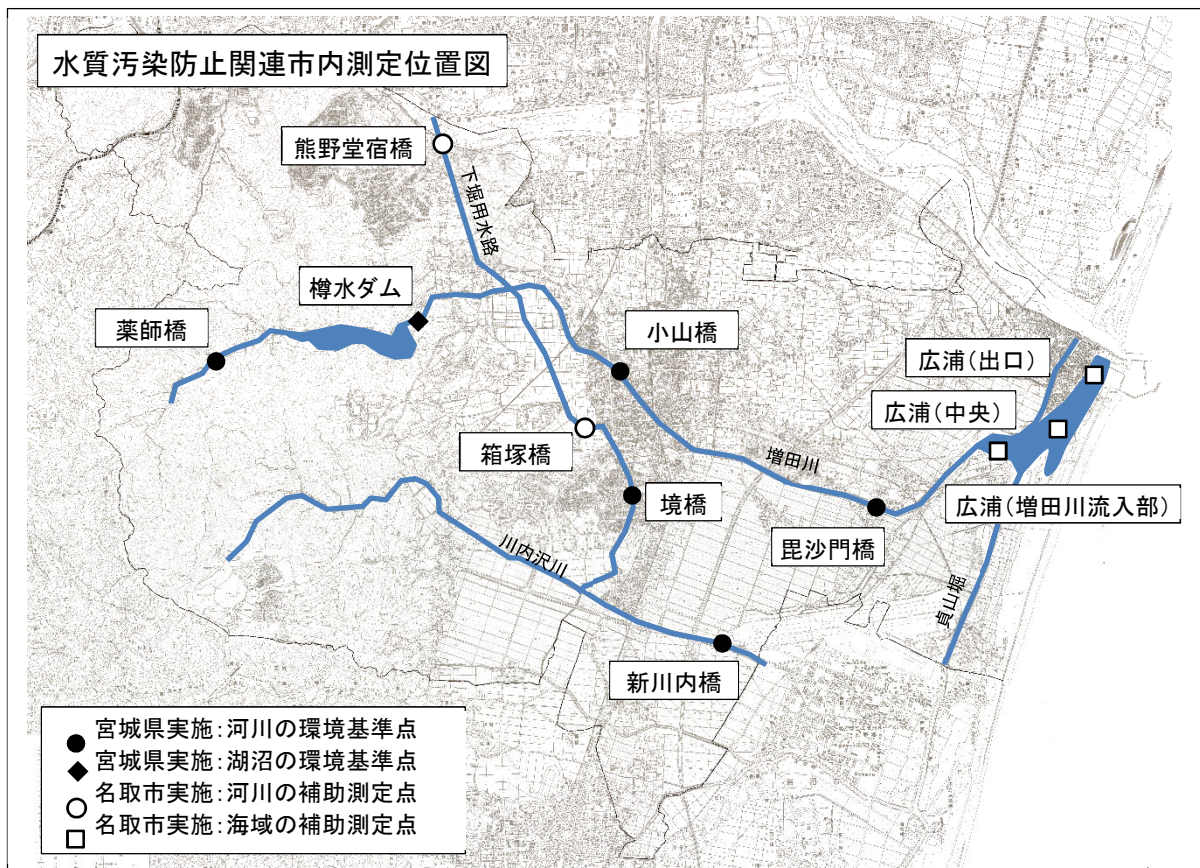 水質汚染防止関連市内測定位置図
熊野堂宿橋
下堀用水路
樽水ダム
薬師橋
小山橋
広浦(出口)
広浦(中央)
箱塚橋
増田川
境橋
広浦(増田川流入部)
毘沙門橋
川内沢川
貞山堀
新川内橋
宮城県実施:河川の環境基準点
宮城県実施:湖沼の環境基準点
名取市実施:河川の補助測定点
名取市実施:海域の補助測定点